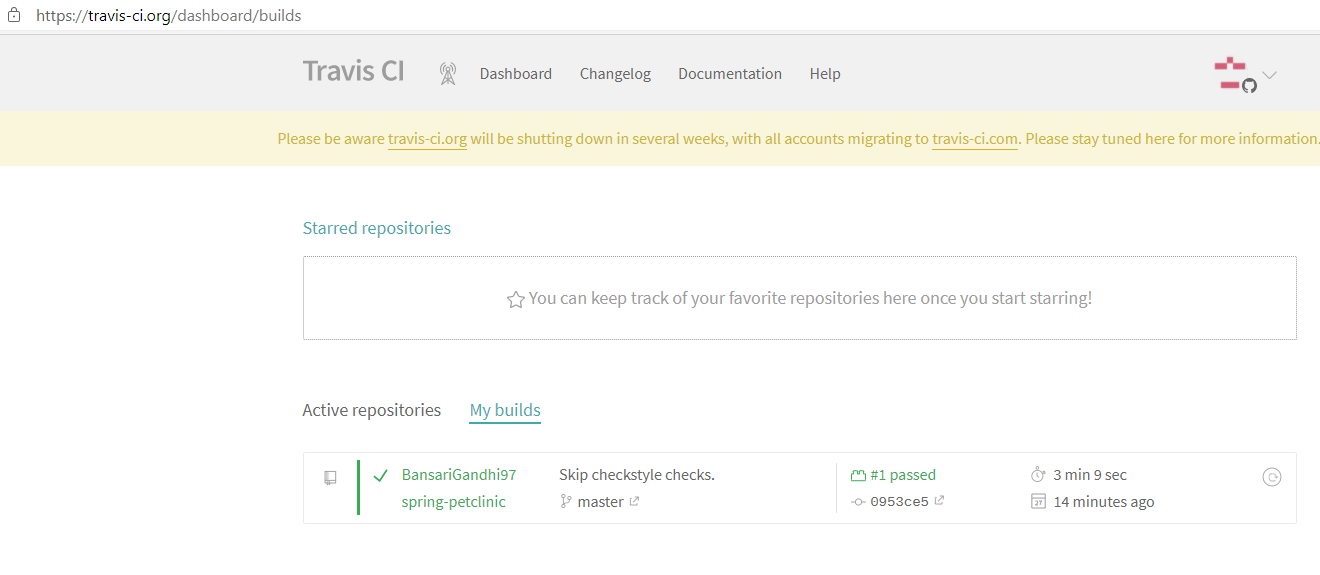 https://travis-ci.org/dashboard/builds
Travis CI Dashboard Changelog Documentation Help
Please be aware travis-ci.org will be shutting down in several weeks, with all accounts migrating to travis-ci.com. Please stay tuned here for more information.
Starred repositories
You can keep track of your favorite repositories here once you start starring!
Active repositories My builds
BansariGandhi97 Skip checkstyle checks. #1 passed 3 min 9 sec
spring-petclinic master 0953ce5 27 14 minutes ago